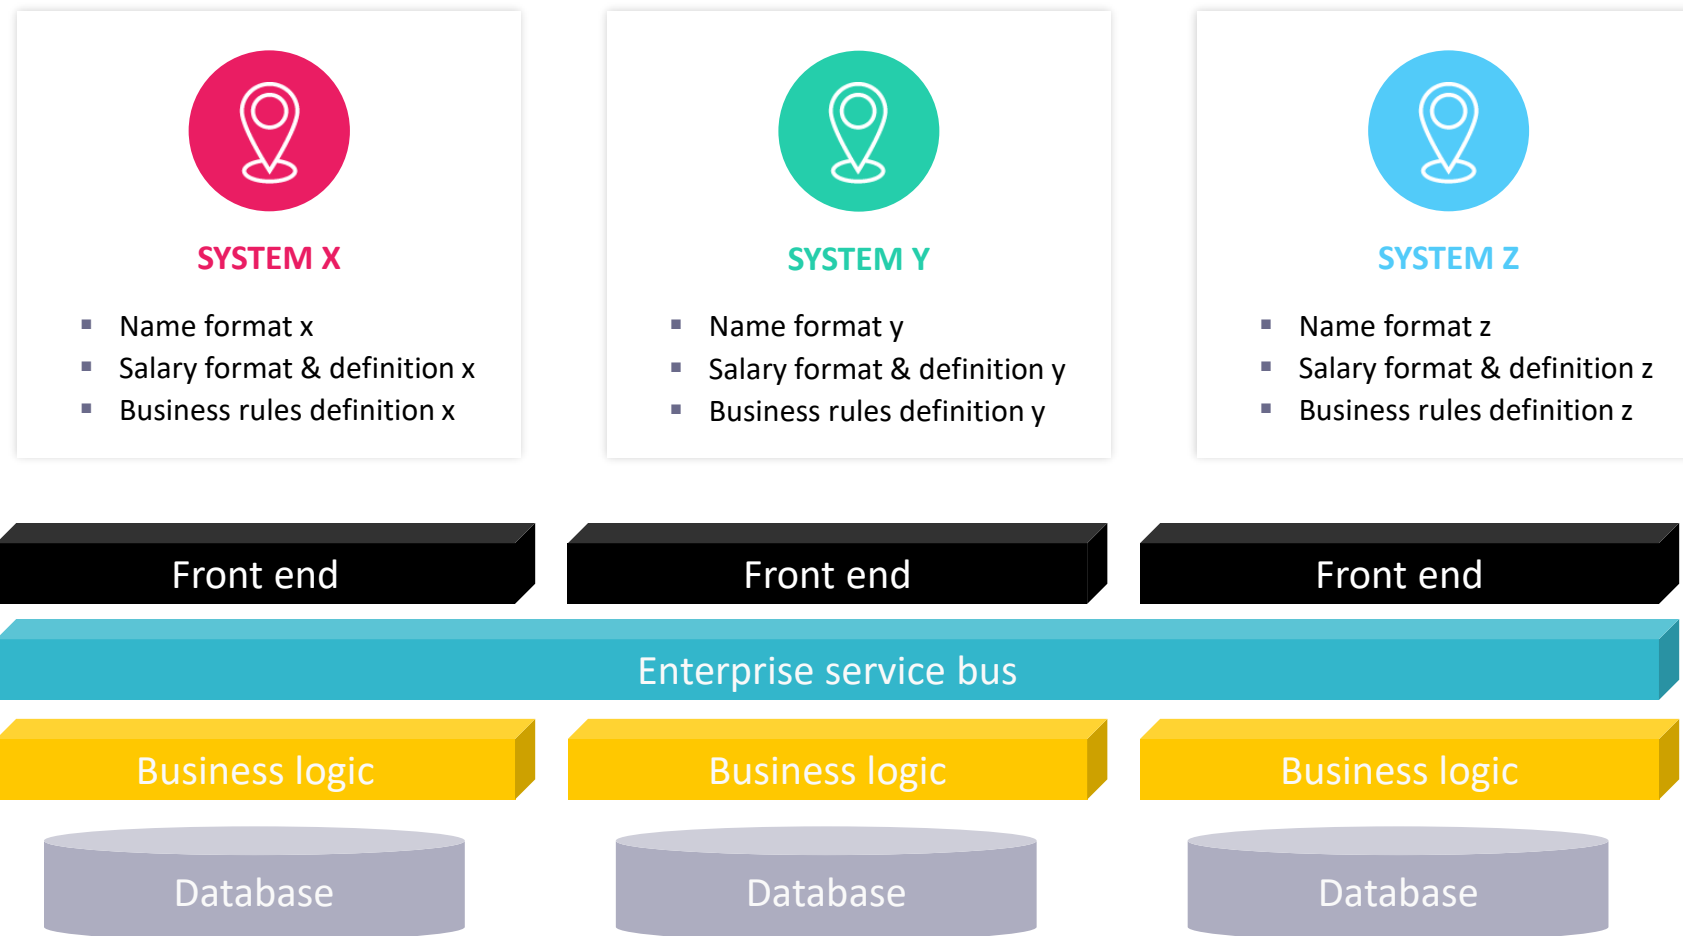 SYSTEM X
▪ Name format x
▪ Salary format & definition x
▪ Business rules definition x
SYSTEM Y
▪ Name format y
▪ Salary format & definition y
▪ Business rules definition y
SYSTEM Z
▪ Name format z
▪ Salary format & definition z
▪ Business rules definition z
Front end
Front end
Front end
Enterprise service bus
Business logic
Business logic
Business logic
Database
Database
Database